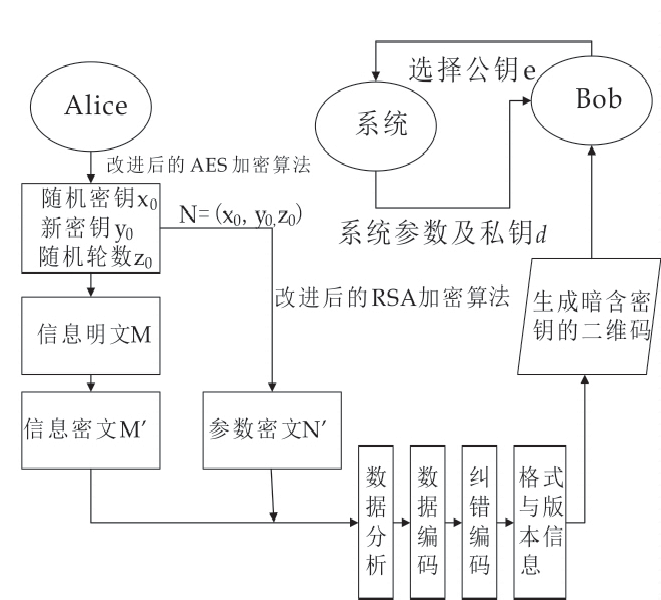 Alice
改进后的AES加密算法
随机密钥x₀
新密钥y₀
随机轮数z₀
N=(x₀, y₀,z₀)
改进后的RSA加密算法
信息明文M
信息密文M′
参数密文N′
选择公钥e
系统
Bob
系统参数及私钥d
数据分析
数据编码
纠错编码
格式与版本信息
生成暗含密
钥的二维码